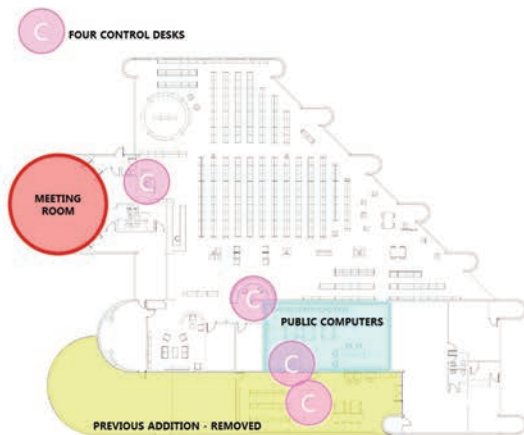 C
FOUR CONTROL DESKS
C
MEETING
ROOM
C
PUBLIC COMPUTERS
C
C
PREVIOUS ADDITION - REMOVED